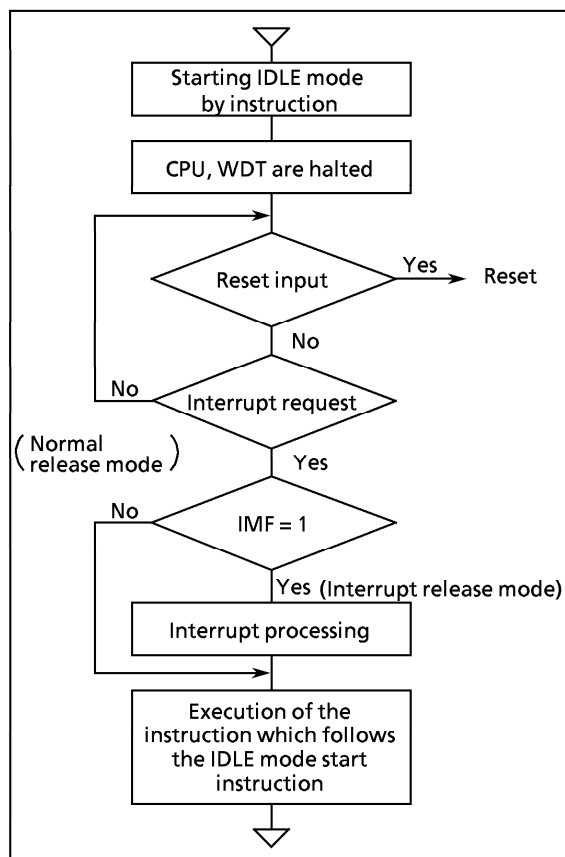 Starting IDLE mode
by instruction
CPU, WDT are halted
Reset input
Yes
Reset
No
Interrupt request
No
(Normal
release mode)
Yes
No
IMF = 1
Yes (Interrupt release mode)
Interrupt processing
Execution of the
instruction which follows
the IDLE mode start
instruction